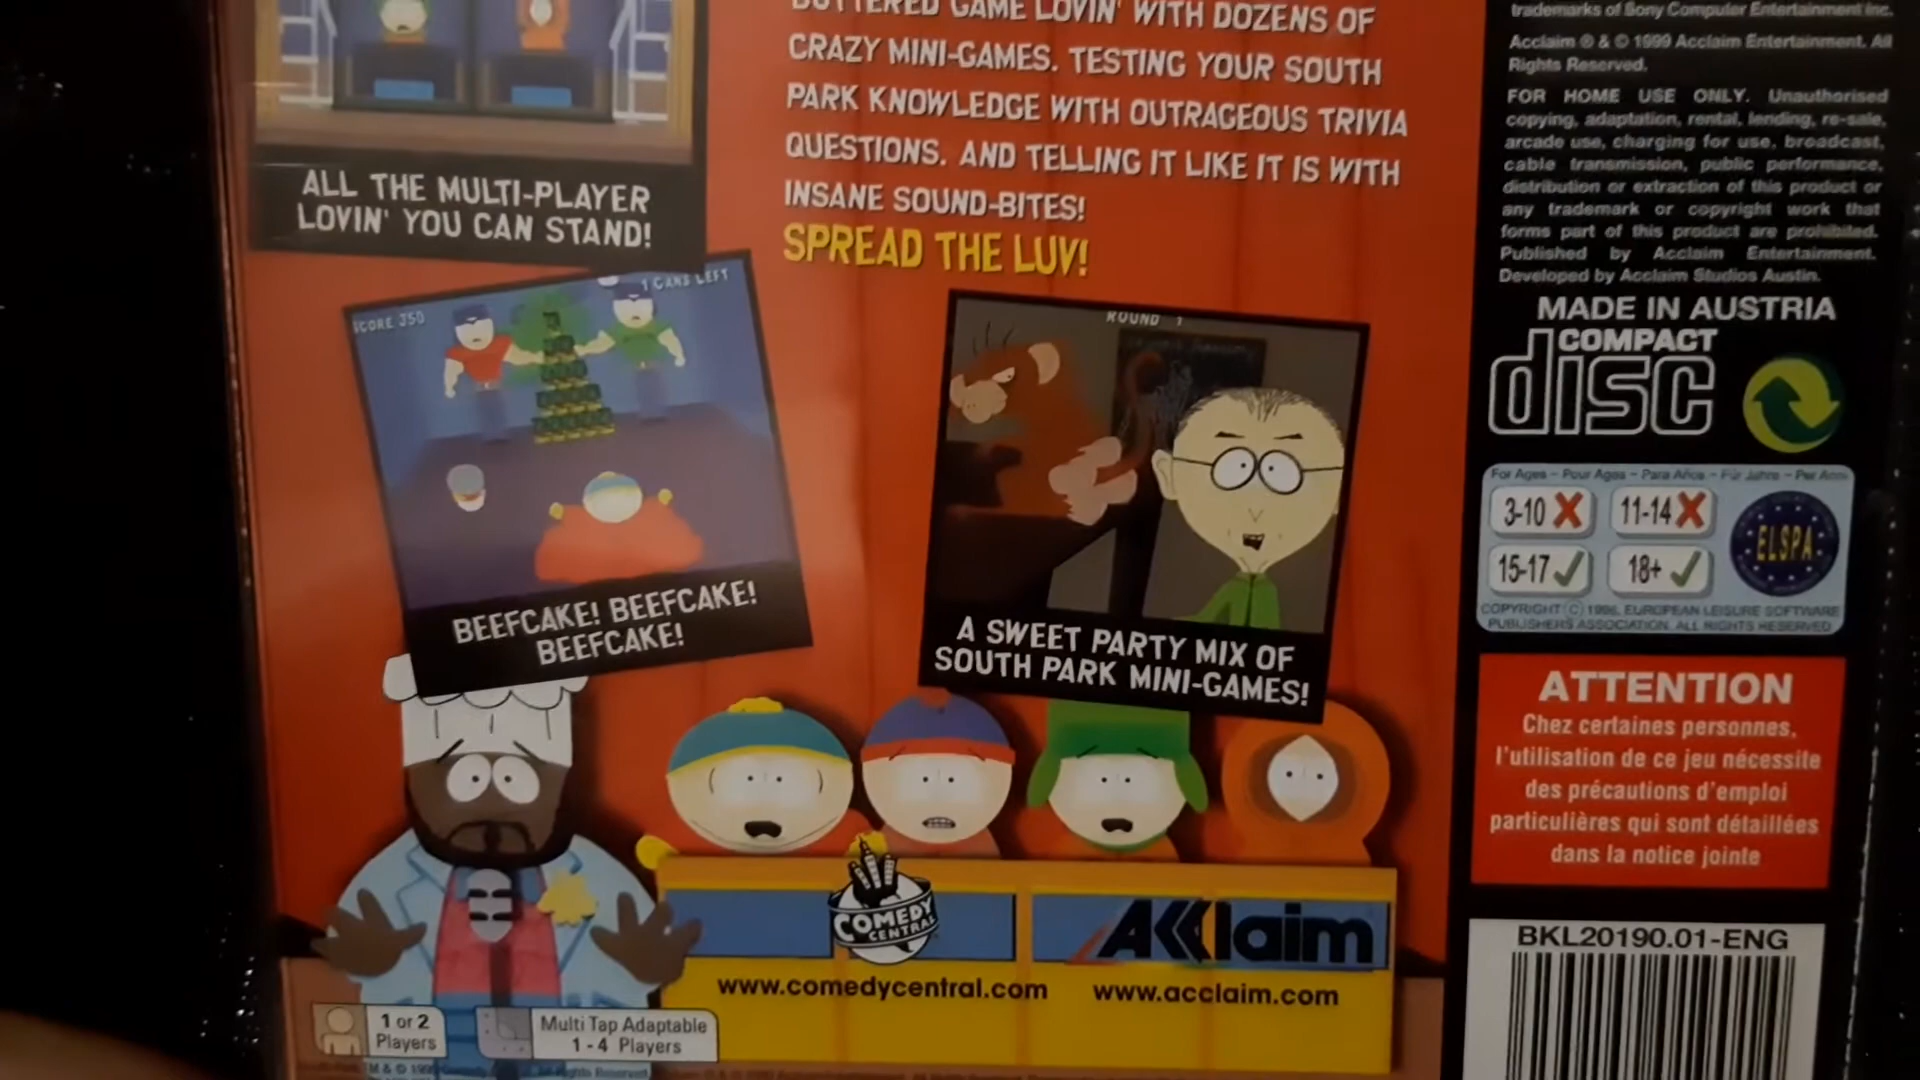 BUTTERED GAME LOVIN' WITH DOZENS OF
CRAZY MINI-GAMES. TESTING YOUR SOUTH
PARK KNOWLEDGE WITH OUTRAGEOUS TRIVIA
QUESTIONS. AND TELLING IT LIKE IT IS WITH
INSANE SOUND-BITES!
SPREAD THE LUV!
ALL THE MULTI-PLAYER
LOVIN' YOU CAN STAND!
SCORE 350
1 CANS LEFT
BEEFCAKE! BEEFCAKE!
BEEFCAKE!
ROUND 1
A SWEET PARTY MIX OF
SOUTH PARK MINI-GAMES!
COMEDY
CENTRAL
AKKlaim
www.comedycentral.com
www.acclaim.com
1 or 2
Players
Multi Tap Adaptable
1 - 4 Players
trademarks of Sony Computer Entertainment Inc.
Acclaim ® & © 1999 Acclaim Entertainment. All
Rights Reserved.
FOR HOME USE ONLY. Unauthorised
copying, adaptation, rental, lending, re-sale,
arcade use, charging for use, broadcast,
cable transmission, public performance,
distribution or extraction of this product or
any trademark or copyright work that
forms part of this product are prohibited.
Published by Acclaim Entertainment.
Developed by Acclaim Studios Austin.
MADE IN AUSTRIA
COMPACT
disc
For Ages - Pour Ages - Para Años - Für Jahre - Per Anni
3-10
11-14
15-17
18+
ELSPA
COPYRIGHT (C) 1996, EUROPEAN LEISURE SOFTWARE
PUBLISHERS ASSOCIATION. ALL RIGHTS RESERVED
ATTENTION
Chez certaines personnes,
l'utilisation de ce jeu nécessite
des précautions d'emploi
particulières qui sont détaillées
dans la notice jointe
BKL20190.01-ENG